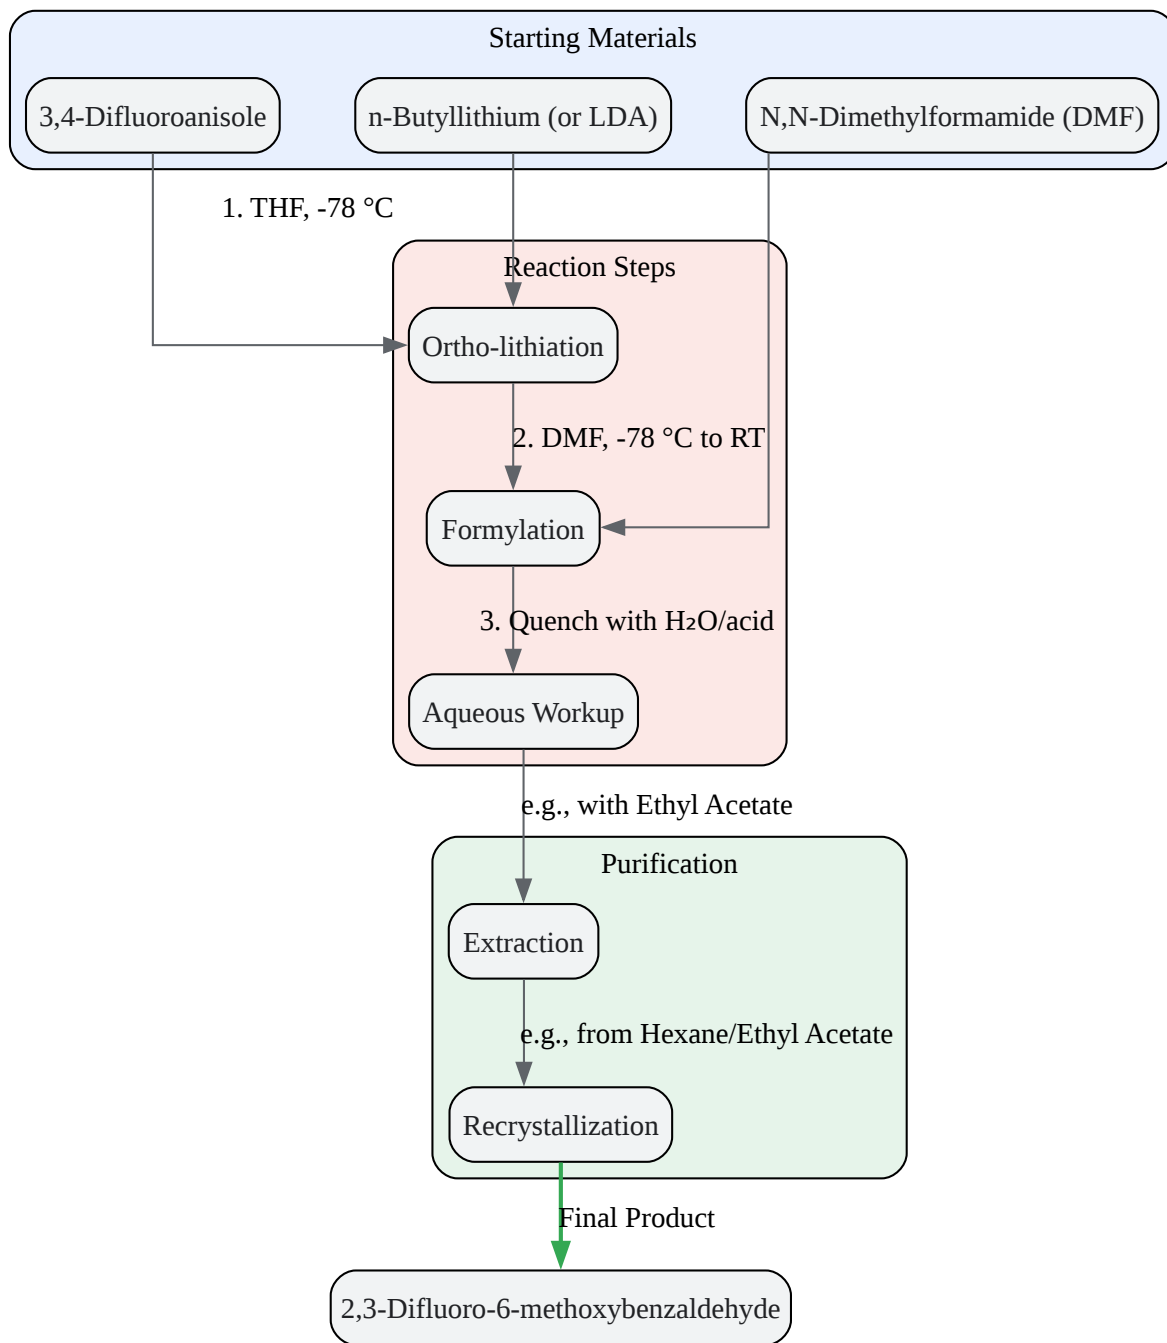 Starting Materials
3,4-Difluoroanisole
n-Butyllithium (or LDA)
N,N-Dimethylformamide (DMF)
1. THF, -78 °C
Reaction Steps
Ortho-lithiation
2. DMF, -78 °C to RT
Formylation
3. Quench with H₂O/acid
Aqueous Workup
e.g., with Ethyl Acetate
Purification
Extraction
e.g., from Hexane/Ethyl Acetate
Recrystallization
Final Product
2,3-Difluoro-6-methoxybenzaldehyde